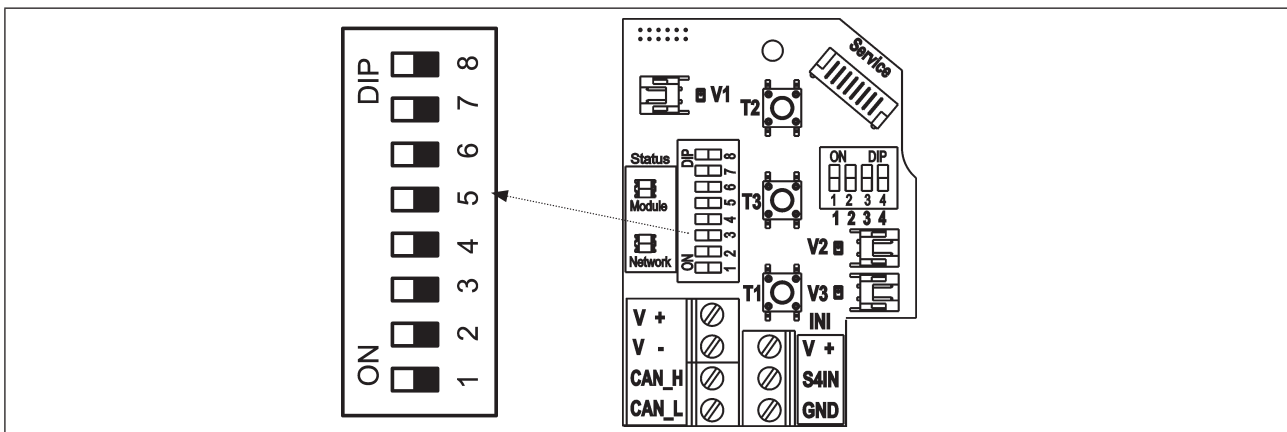 DIP
8
7
6
5
4
3
2
1
ON
Service
V1
T2
Status
Module
Network
DIP
8
7
6
5
4
3
2
1
ON
T3
ON DIP
1 2 3 4
1 2 3 4
V2
T1
V3
INI
V +
V -
CAN_H
CAN_L
V +
S4IN
GND